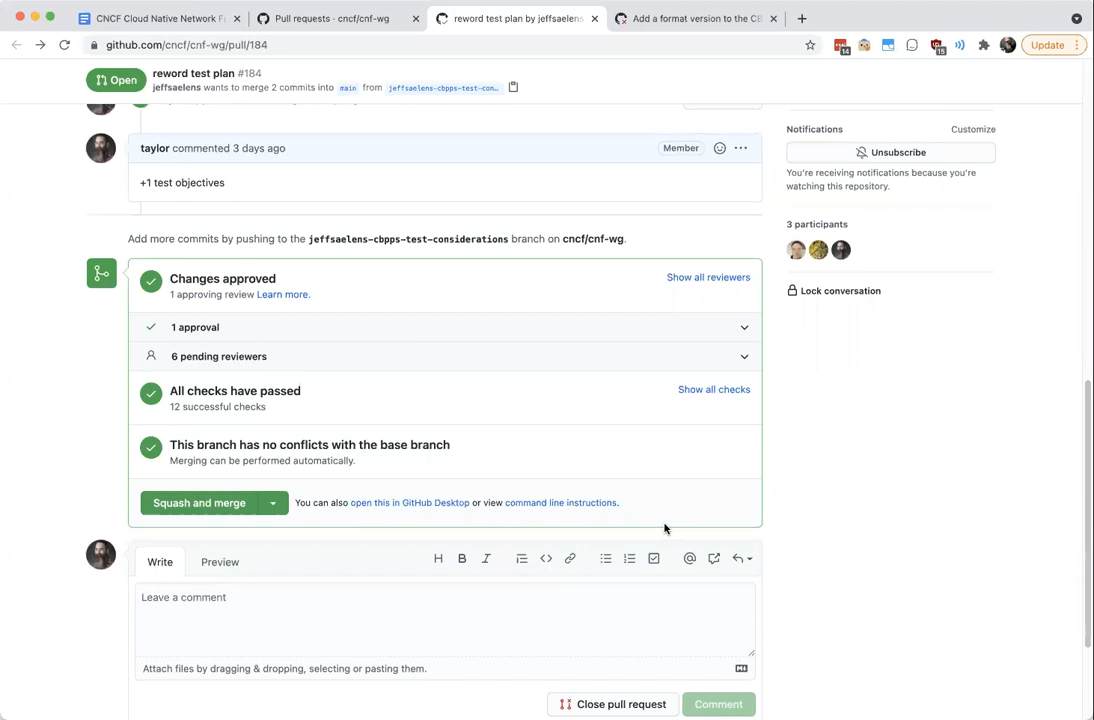 CNCF Cloud Native Network F
Pull requests · cncf/cnf-wg
reword test plan by jeffsaelens
Add a format version to the CB
github.com/cncf/cnf-wg/pull/184
14
15
Update
Open
reword test plan #184
jeffsaelens wants to merge 2 commits into main from jeffsaelens-cbpps-test-con…
taylor commented 3 days ago
Member
+1 test objectives
Add more commits by pushing to the jeffsaelens-cbpps-test-considerations branch on cncf/cnf-wg.
Changes approved
Show all reviewers
1 approving review Learn more.
1 approval
6 pending reviewers
All checks have passed
Show all checks
12 successful checks
This branch has no conflicts with the base branch
Merging can be performed automatically.
Squash and merge
You can also open this in GitHub Desktop or view command line instructions.
Write
Preview
Leave a comment
Attach files by dragging & dropping, selecting or pasting them.
Close pull request
Comment
Notifications
Customize
Unsubscribe
You're receiving notifications because you're
watching this repository.
3 participants
Lock conversation